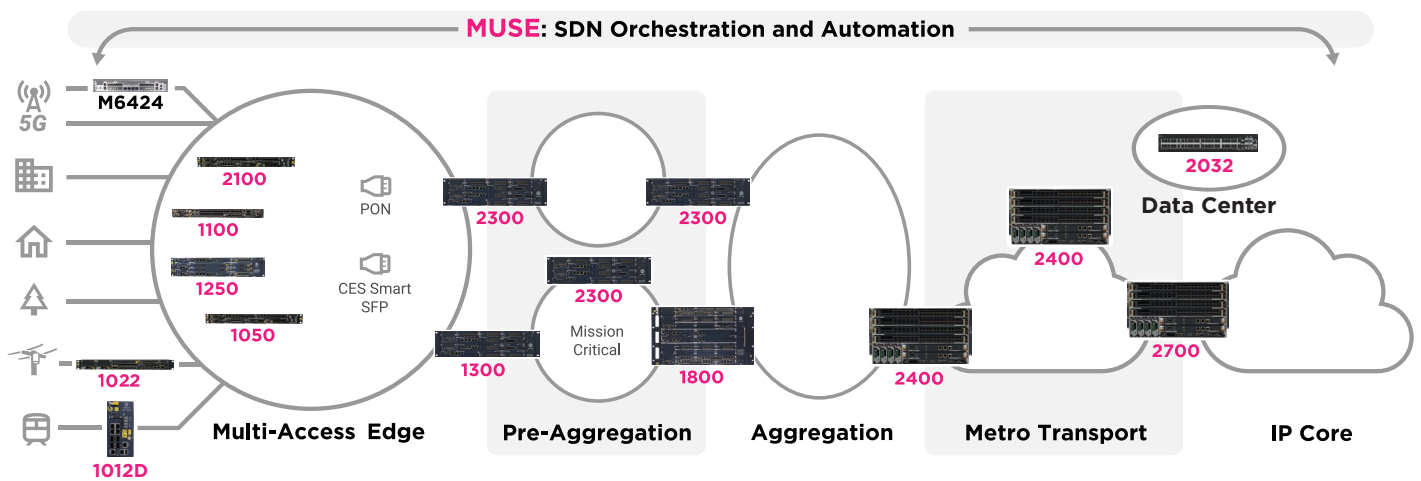 MUSE: SDN Orchestration and Automation
M6424
5G
2100
PON
1100
1250
CES Smart
SFP
1050
1022
1012D
2300
2300
2300
Mission
Critical
1300
1800
2400
2400
2032
Data Center
2700
Multi-Access Edge
Pre-Aggregation
Aggregation
Metro Transport
IP Core